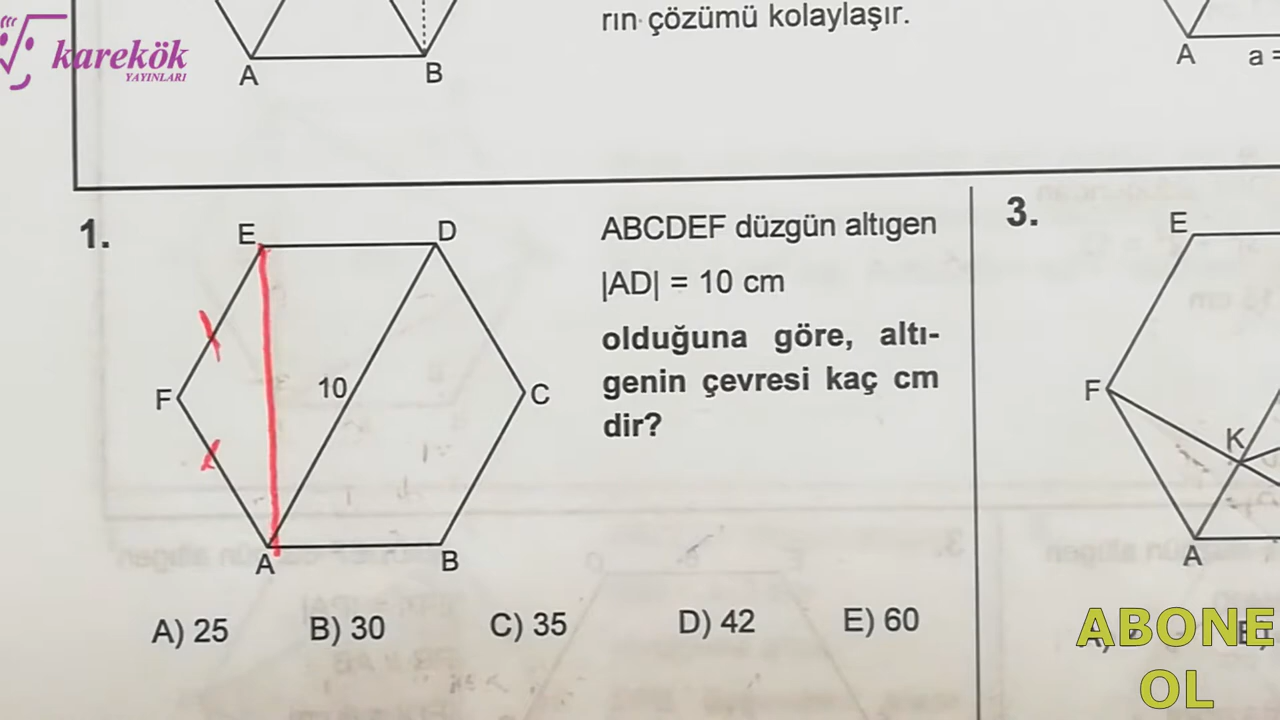 karekök
YAYINLARI
rın çözümü kolaylaşır.
A
B
A
a =
1.
E
D
F
10
C
A
B
ABCDEF düzgün altıgen
|AD| = 10 cm
olduğuna göre, altı-
genin çevresi kaç cm
dir?
A) 25 B) 30 C) 35 D) 42 E) 60
3.
E
F
K
A
ABONE
OL